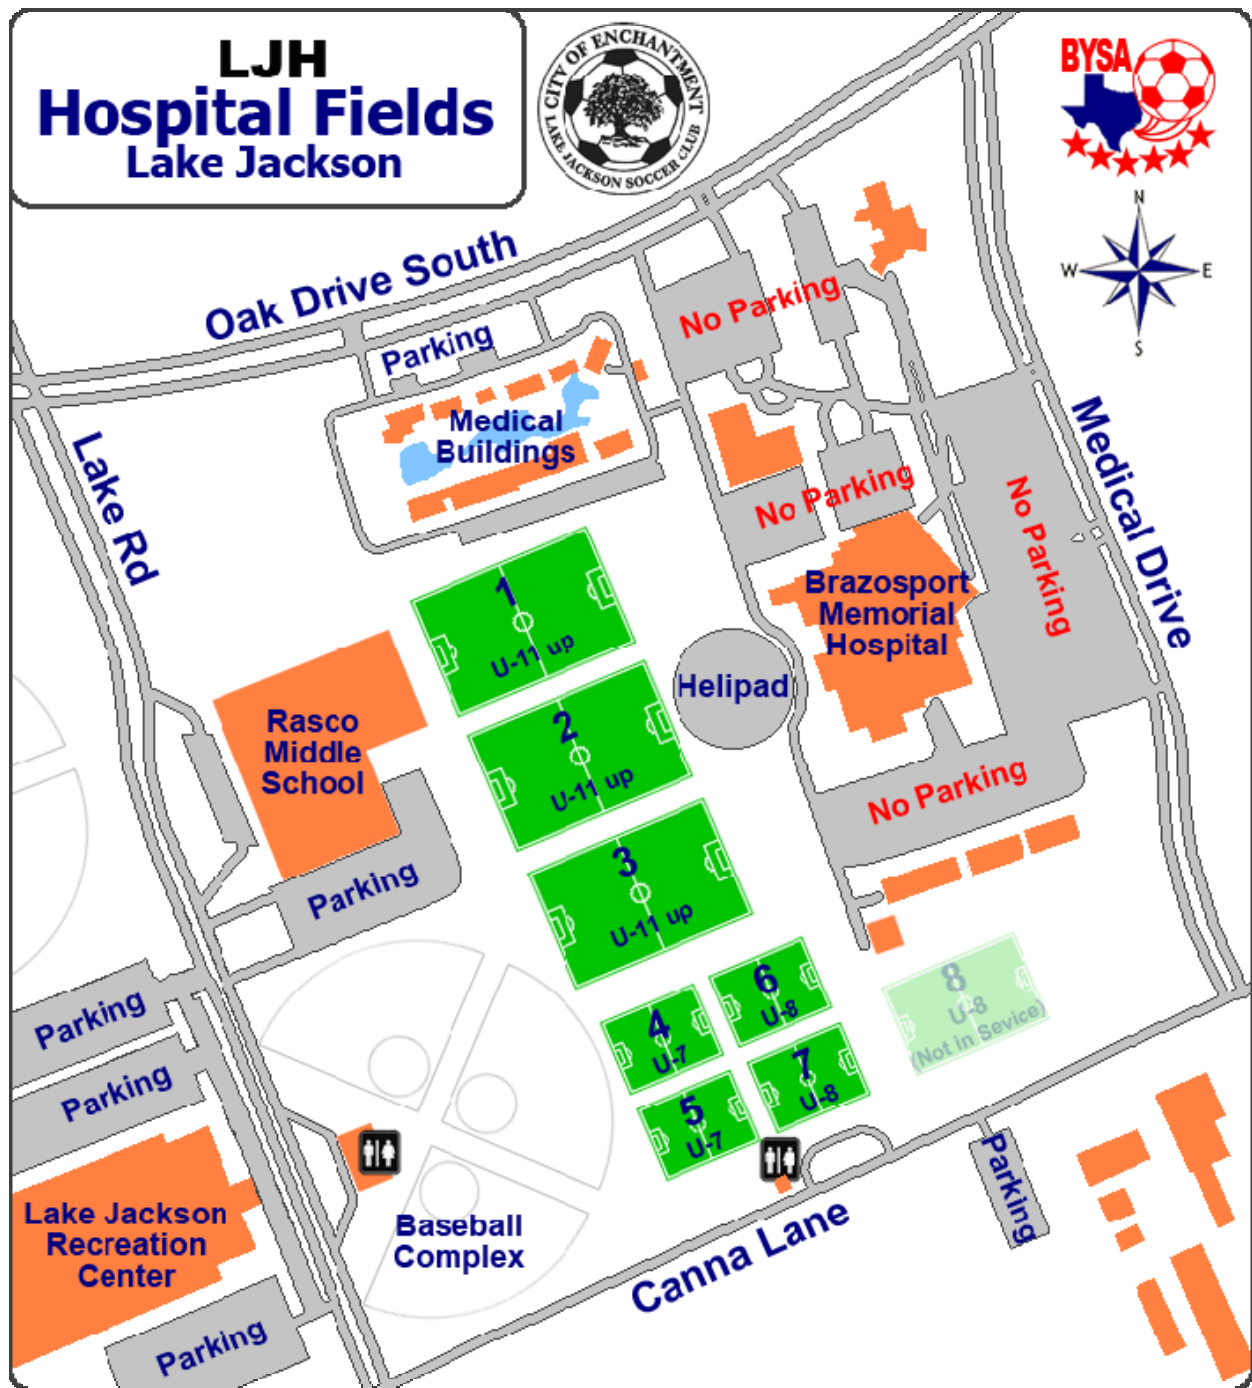 LJH
Hospital Fields
Lake Jackson
CITY OF ENCHANTMENT
LAKE JACKSON SOCCER CLUB
BYSA
N
W
E
S
Oak Drive South
Parking
No Parking
Medical
Buildings
Lake Rd
No Parking
No Parking
Medical Drive
1
U-11 up
Brazosport
Memorial
Hospital
Helipad
2
U-11 up
Rasco
Middle
School
No Parking
3
U-11 up
Parking
Parking
Parking
4
U-7
6
U-8
8
U-8
(Not in Sevice)
5
U-7
7
U-8
Parking
Lake Jackson
Recreation
Center
Baseball
Complex
Canna Lane
Parking